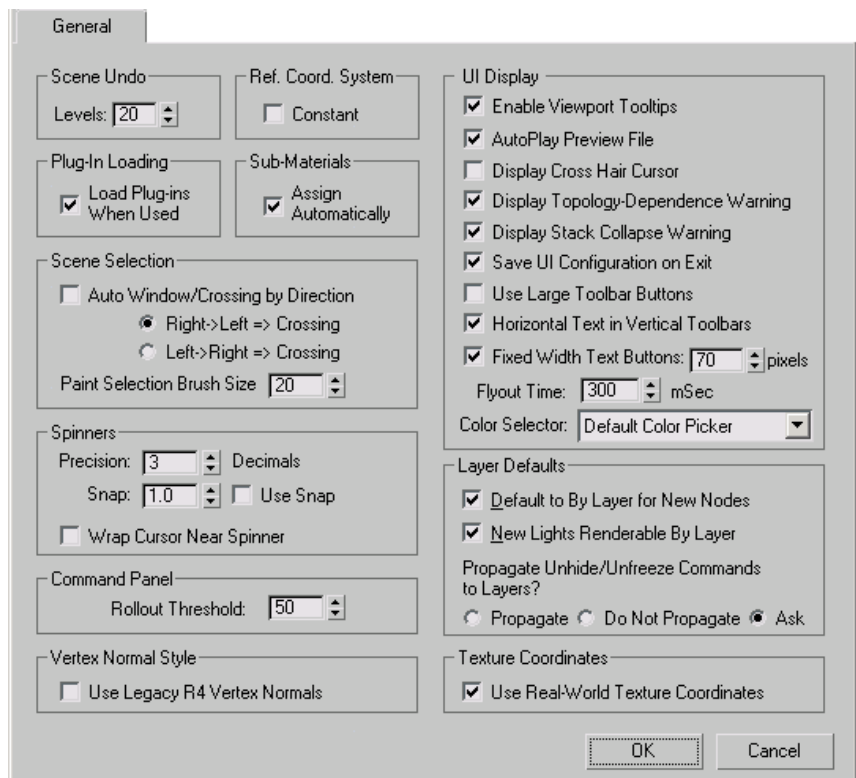 General
Scene Undo
Levels: 20
Ref. Coord. System
Constant
Plug-In Loading
Load Plug-ins
When Used
Sub-Materials
Assign
Automatically
Scene Selection
Auto Window/Crossing by Direction
Right->Left => Crossing
Left->Right => Crossing
Paint Selection Brush Size 20
Spinners
Precision: 3 Decimals
Snap: 1.0 Use Snap
Wrap Cursor Near Spinner
Command Panel
Rollout Threshold: 50
Vertex Normal Style
Use Legacy R4 Vertex Normals
UI Display
Enable Viewport Tooltips
AutoPlay Preview File
Display Cross Hair Cursor
Display Topology-Dependence Warning
Display Stack Collapse Warning
Save UI Configuration on Exit
Use Large Toolbar Buttons
Horizontal Text in Vertical Toolbars
Fixed Width Text Buttons: 70 pixels
Flyout Time: 300 mSec
Color Selector: Default Color Picker
Layer Defaults
Default to By Layer for New Nodes
New Lights Renderable By Layer
Propagate Unhide/Unfreeze Commands
to Layers?
Propagate Do Not Propagate Ask
Texture Coordinates
Use Real-World Texture Coordinates
OK Cancel